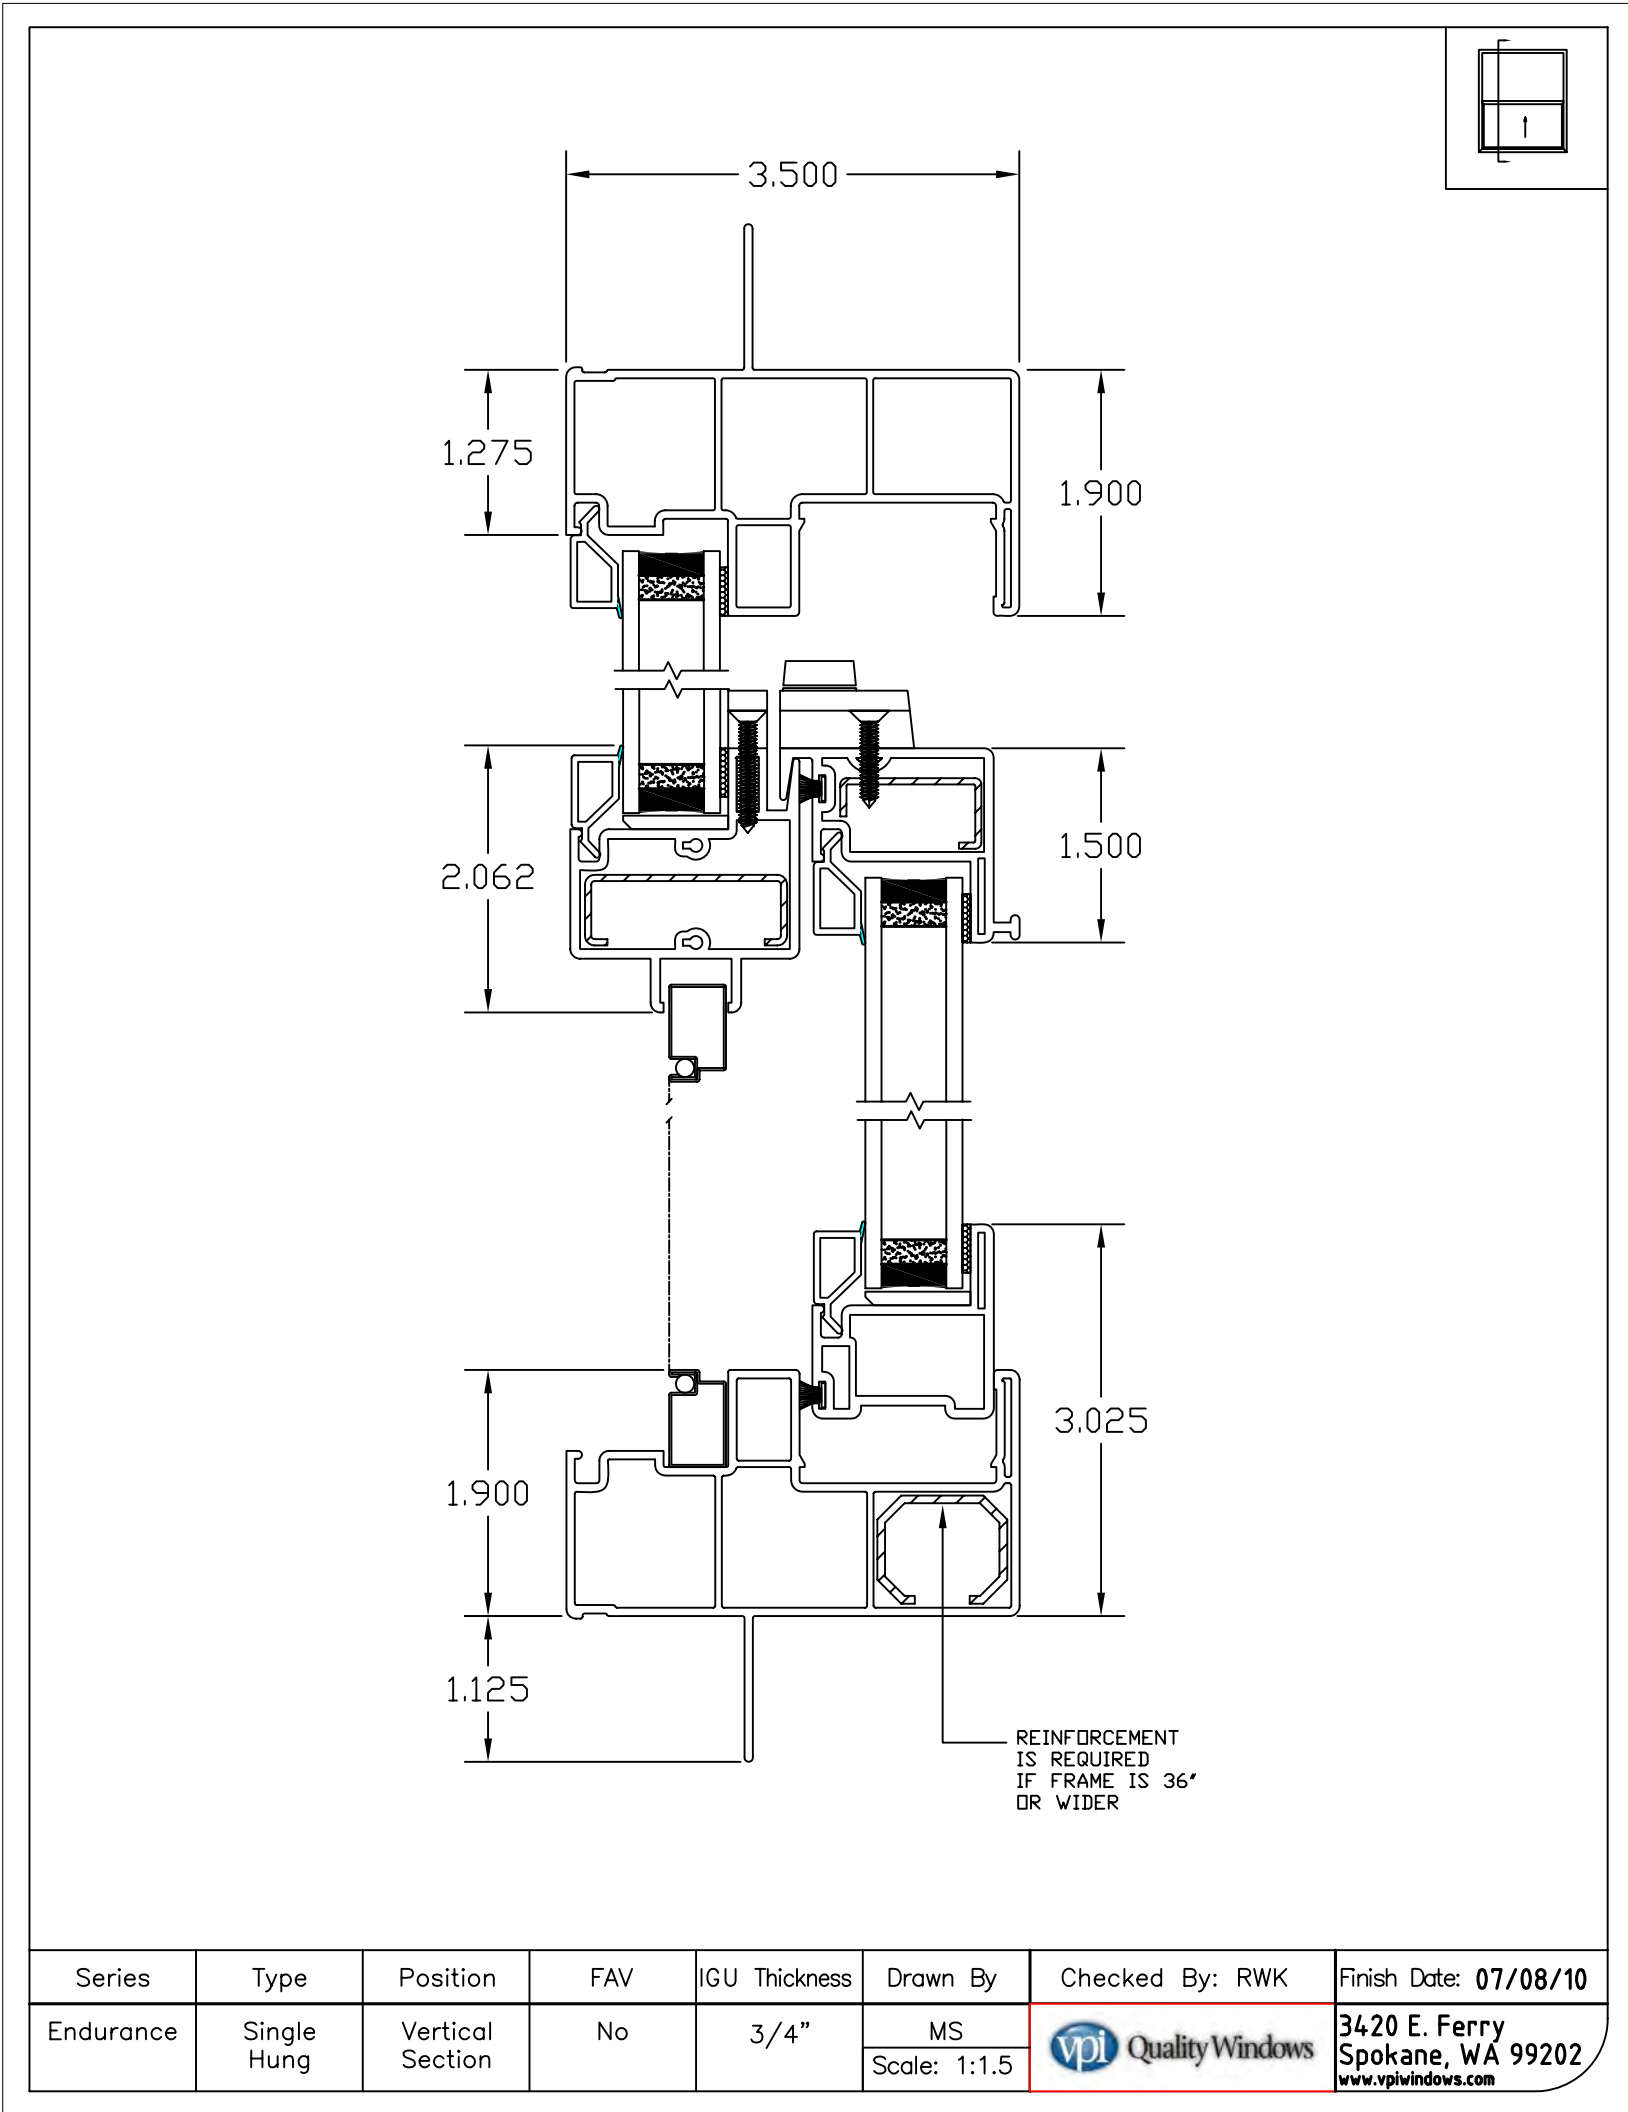 3.500
1.275
1.900
2.062
1.500
3.025
1.900
1.125
REINFORCEMENT
IS REQUIRED
IF FRAME IS 36"
OR WIDER
Series
Type
Position
FAV
IGU Thickness
Drawn By
Checked By: RWK
Finish Date: 07/08/10
Endurance
Single
Hung
Vertical
Section
No
3/4"
MS
Scale: 1:1.5
vpi Quality Windows
3420 E. Ferry
Spokane, WA 99202
www.vpiwindows.com